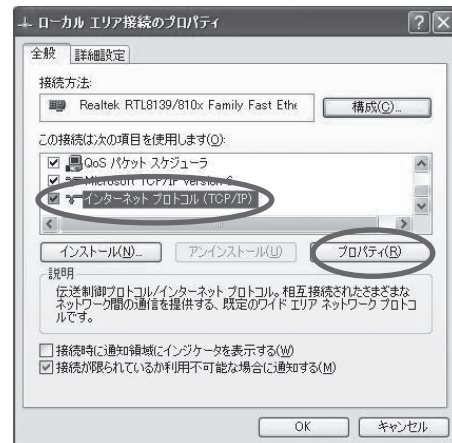 ローカル エリア接続のプロパティ
全般 詳細設定
接続方法:
Realtek RTL8139/810x Family Fast Ethe
構成(C)...
この接続は次の項目を使用します(O):
QoS パケット スケジューラ
Microsoft TCP/IP version 6
インターネット プロトコル (TCP/IP)
インストール(N)... アンインストール(U) プロパティ(R)
説明
伝送制御プロトコル/インターネット プロトコル。相互接続されたさまざまな
ネットワーク間の通信を提供する、既定のワイド エリア ネットワーク プロトコ
ルです。
接続時に通知領域にインジケータを表示する(W)
接続が限られているか利用不可能な場合に通知する(M)
OK キャンセル